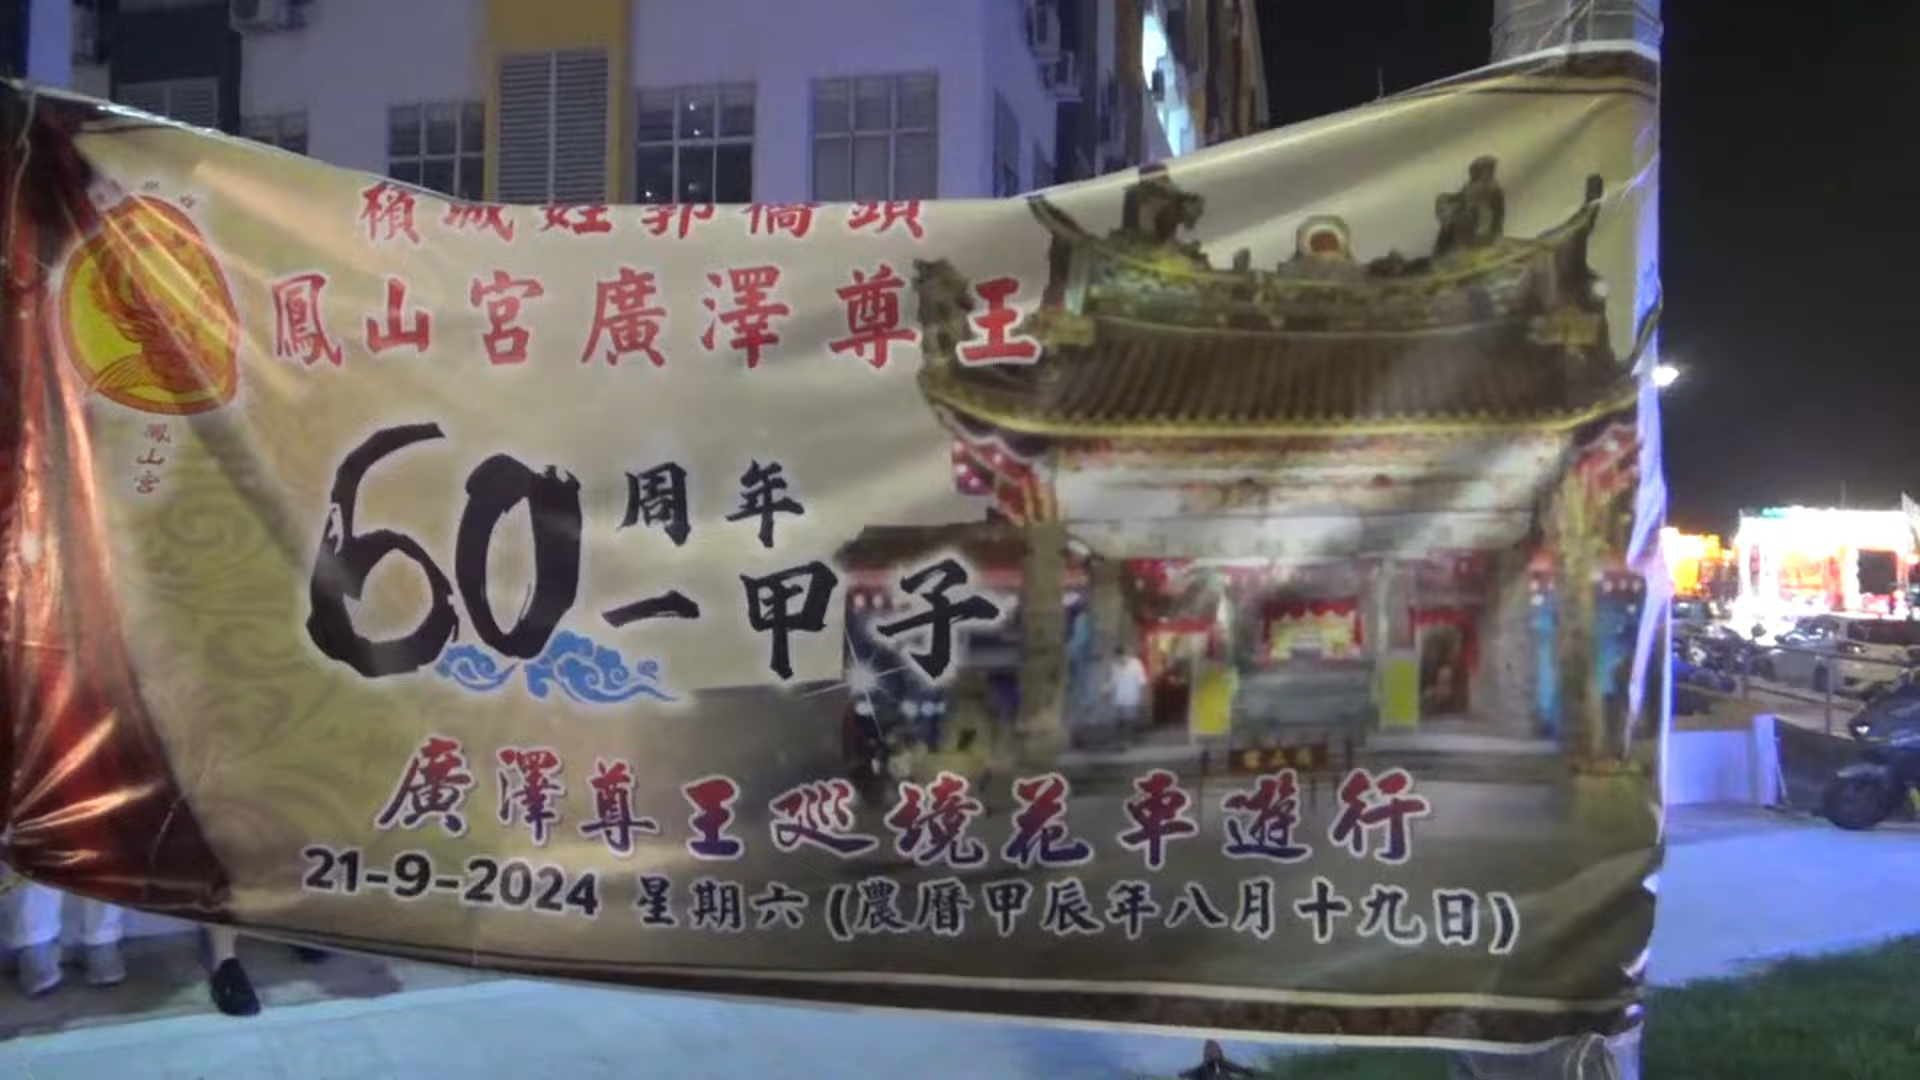 檳城姓郭橋頭
鳳山宮廣澤尊王
鳳山宮
60周年
一甲子
廣澤尊王巡境花車遊行
21-9-2024 星期六 (農曆甲辰年八月十九日)